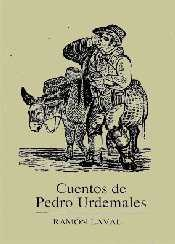 Cuentos de
Pedro Urdemales
RAMÓN LAVAL